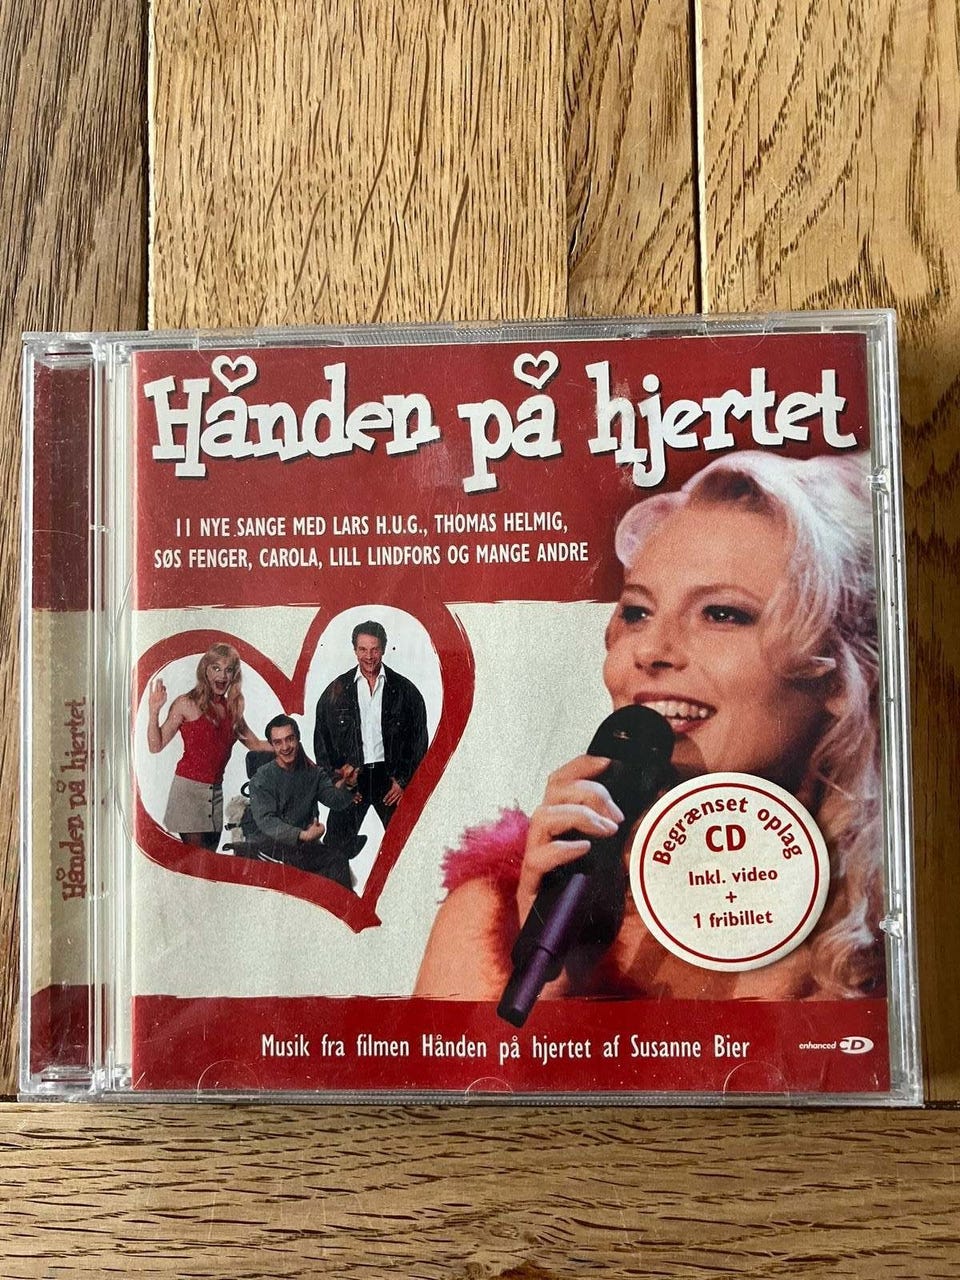 Hånden på hjertet
11 NYE SANGE MED LARS H.U.G., THOMAS HELMIG,
SØS FENGER, CAROLA, LILL LINDFORS OG MANGE ANDRE
Hånden på hjertet
Begrænset oplag
CD
Inkl. video
+
1 fribillet
Musik fra filmen Hånden på hjertet af Susanne Bier
enhanced CD